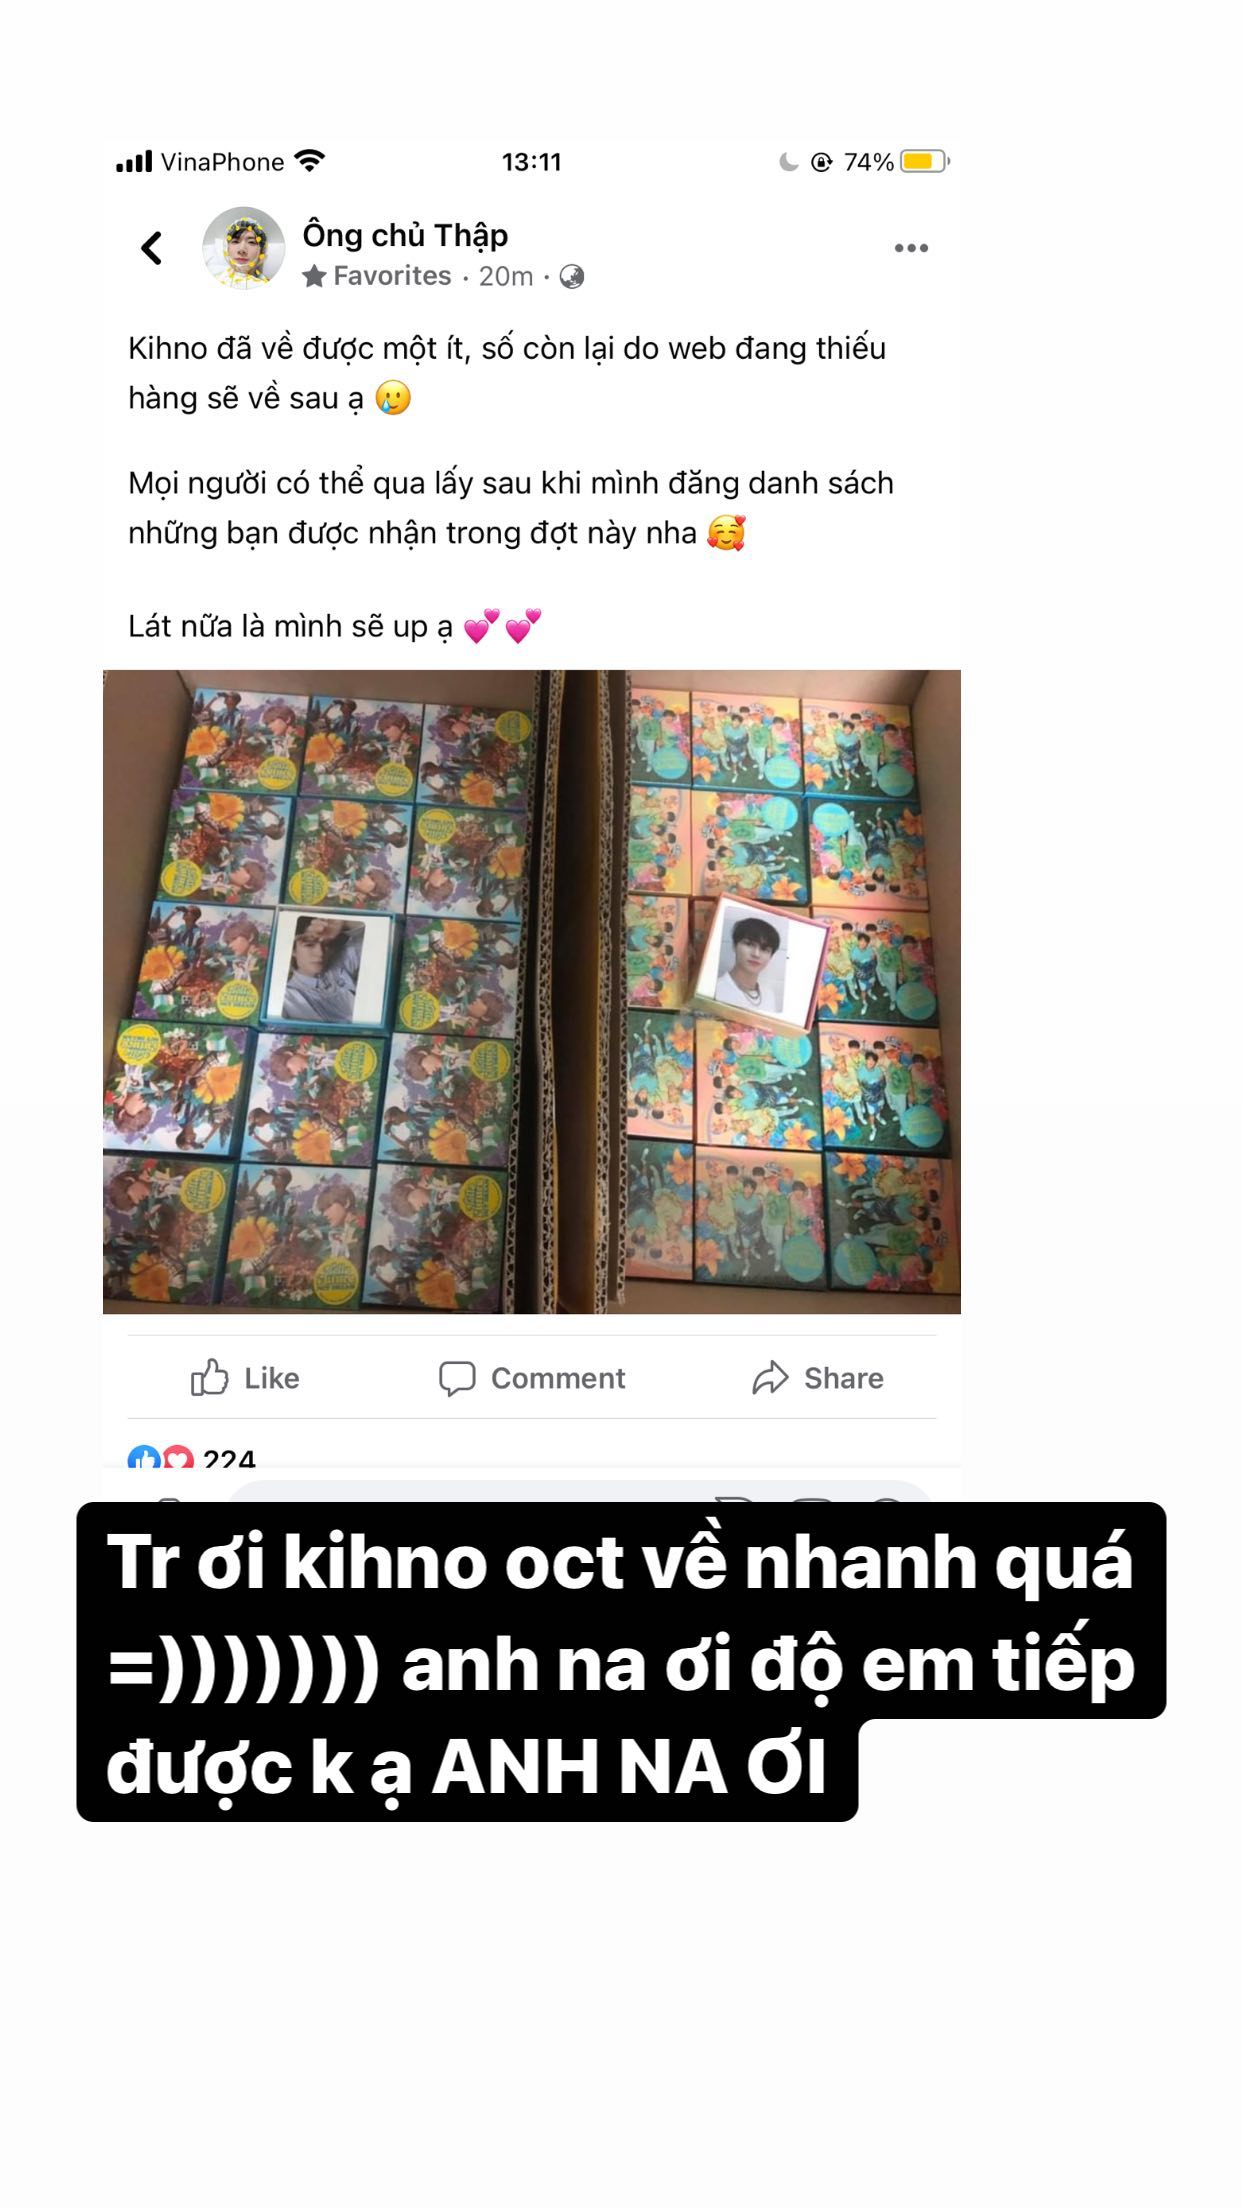 VinaPhone 13:11 74%
Ông chủ Thập
Favorites · 20m ·
Kihno đã về được một ít, số còn lại do web đang thiếu
hàng sẽ về sau ạ 🥲
Mọi người có thể qua lấy sau khi mình đăng danh sách
những bạn được nhận trong đợt này nha 🥰
Lát nữa là mình sẽ up ạ 💕💕
Like Comment Share
224
Tr ơi kihno oct về nhanh quá
=))))))))) anh na ơi độ em tiếp
được k ạ ANH NA ƠI